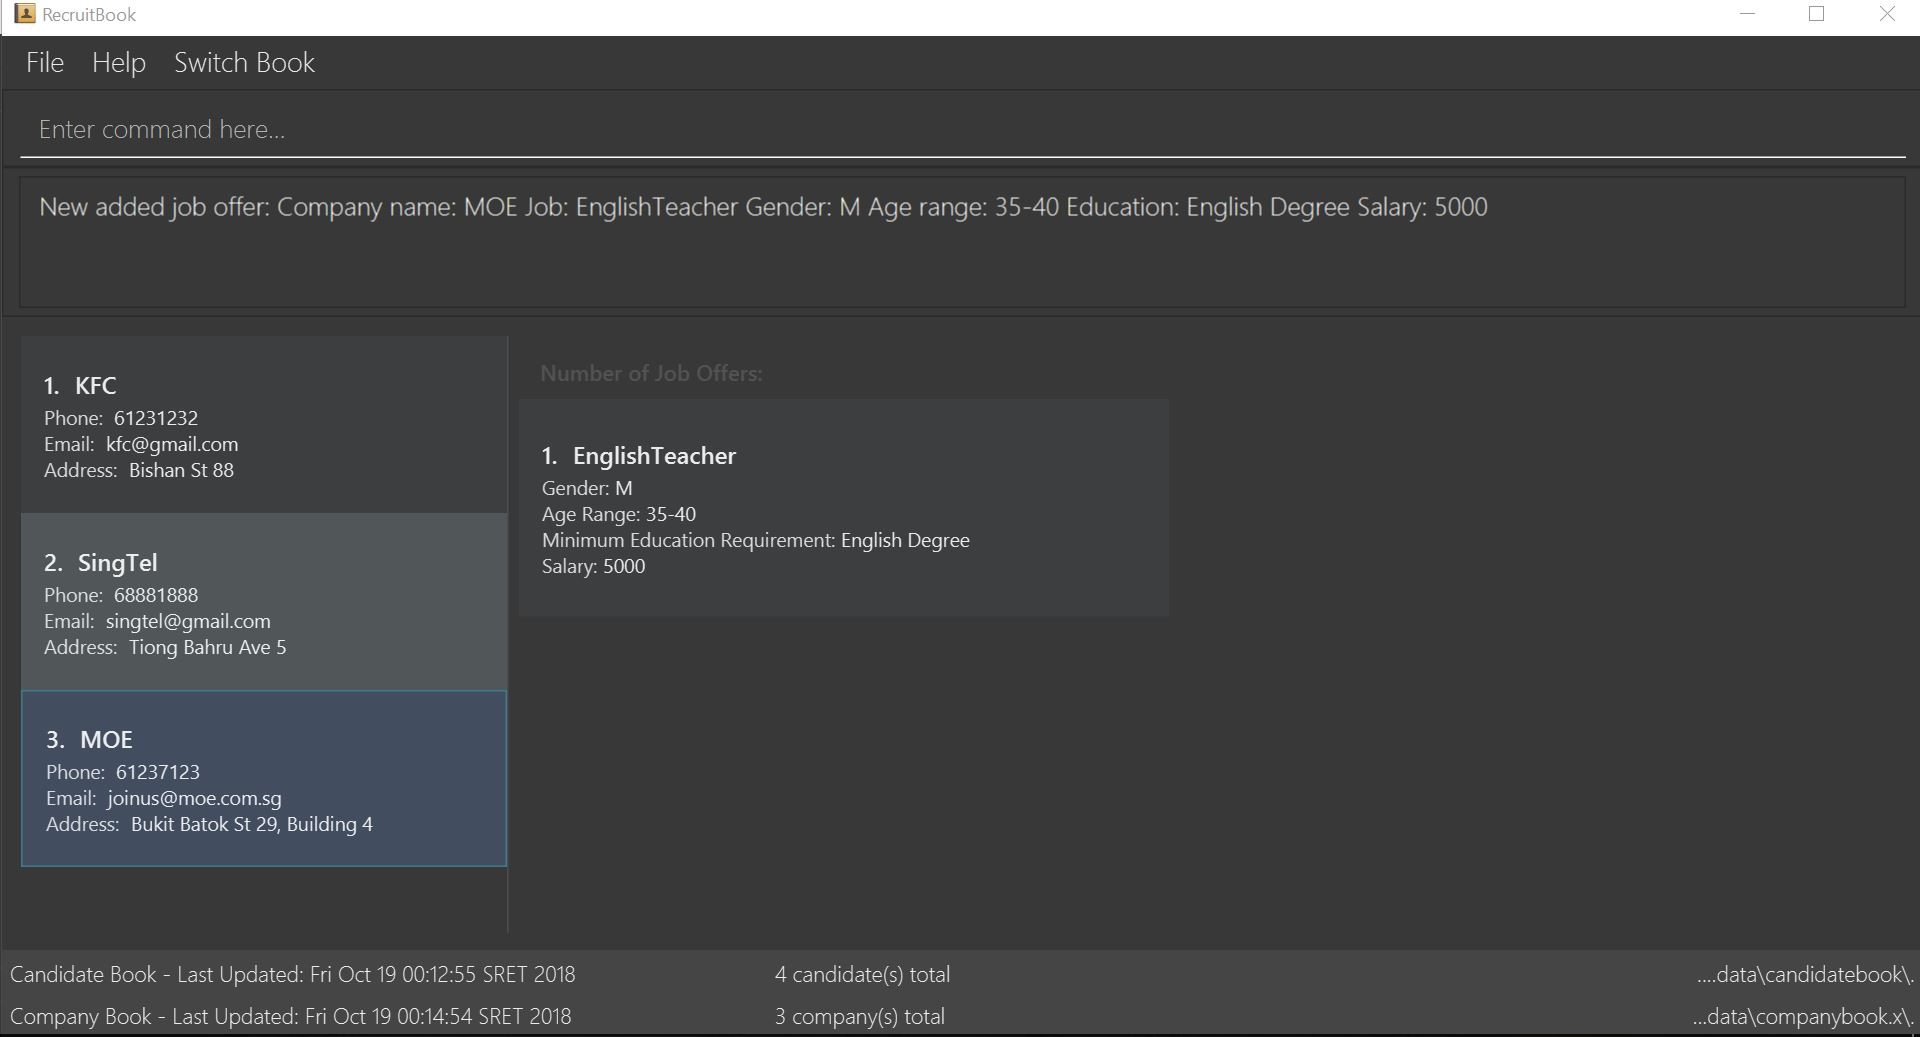 RecruitBook
File Help Switch Book
Enter command here...
New added job offer: Company name: MOE Job: EnglishTeacher Gender: M Age range: 35-40 Education: English Degree Salary: 5000
1. KFC
Phone: 61231232
Email: kfc@gmail.com
Address: Bishan St 88
2. SingTel
Phone: 68881888
Email: singtel@gmail.com
Address: Tiong Bahru Ave 5
3. MOE
Phone: 61237123
Email: joinus@moe.com.sg
Address: Bukit Batok St 29, Building 4
Number of Job Offers:
1. EnglishTeacher
Gender: M
Age Range: 35-40
Minimum Education Requirement: English Degree
Salary: 5000
Candidate Book - Last Updated: Fri Oct 19 00:12:55 SRET 2018 4 candidate(s) total ....data\candidatebook\.
Company Book - Last Updated: Fri Oct 19 00:14:54 SRET 2018 3 company(s) total ...data\companybook.x\.